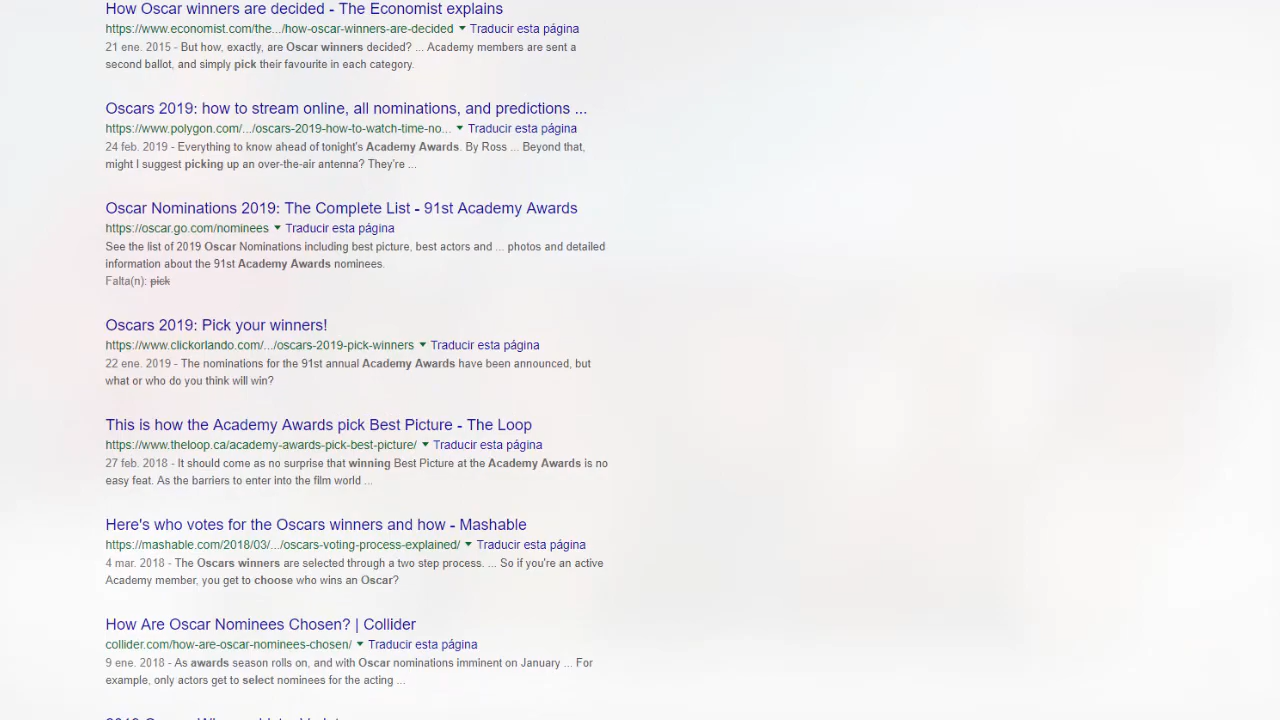 How Oscar winners are decided - The Economist explains
https://www.economist.com/the.../how-oscar-winners-are-decided Traducir esta página
21 ene. 2015 - But how, exactly, are Oscar winners decided? ... Academy members are sent a
second ballot, and simply pick their favourite in each category.
Oscars 2019: how to stream online, all nominations, and predictions ...
https://www.polygon.com/.../oscars-2019-how-to-watch-time-no... Traducir esta página
24 feb. 2019 - Everything to know ahead of tonight's Academy Awards. By Ross ... Beyond that,
might I suggest picking up an over-the-air antenna? They're ...
Oscar Nominations 2019: The Complete List - 91st Academy Awards
https://oscar.go.com/nominees Traducir esta página
See the list of 2019 Oscar Nominations including best picture, best actors and ... photos and detailed
information about the 91st Academy Awards nominees.
Falta(n): pick
Oscars 2019: Pick your winners!
https://www.clickorlando.com/.../oscars-2019-pick-winners Traducir esta página
22 ene. 2019 - The nominations for the 91st annual Academy Awards have been announced, but
what or who do you think will win?
This is how the Academy Awards pick Best Picture - The Loop
https://www.theloop.ca/academy-awards-pick-best-picture/ Traducir esta página
27 feb. 2018 - It should come as no surprise that winning Best Picture at the Academy Awards is no
easy feat. As the barriers to enter into the film world ...
Here's who votes for the Oscars winners and how - Mashable
https://mashable.com/2018/03/.../oscars-voting-process-explained/ Traducir esta página
4 mar. 2018 - The Oscars winners are selected through a two step process. ... So if you're an active
Academy member, you get to choose who wins an Oscar?
How Are Oscar Nominees Chosen? | Collider
collider.com/how-are-oscar-nominees-chosen/ Traducir esta página
9 ene. 2018 - As awards season rolls on, and with Oscar nominations imminent on January ... For
example, only actors get to select nominees for the acting ...